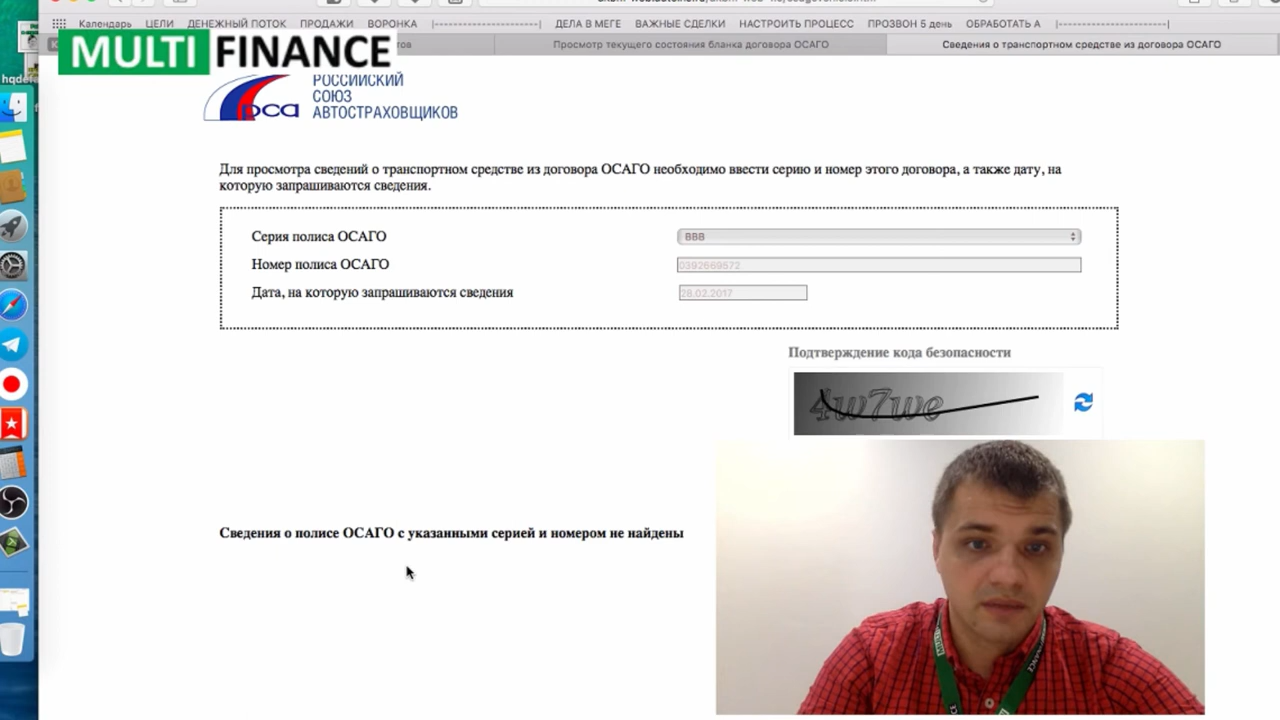 Календарь ЦЕЛИ ДЕНЕЖНЫЙ ПОТОК ПРОДАЖИ ВОРОНКА |--------------------| ДЕЛА В МЕГЕ ВАЖНЫЕ СДЕЛКИ НАСТРОИТЬ ПРОЦЕСС ПРОЗВОН 5 день ОБРАБОТАТЬ А |--------------------|
Просмотр текущего состояния бланка договора ОСАГО Сведения о транспортном средстве из договора ОСАГО
MULTI FINANCE
hqdefa
рса
РОССИЙСКИЙ
СОЮЗ
АВТОСТРАХОВЩИКОВ
Для просмотра сведений о транспортном средстве из договора ОСАГО необходимо ввести серию и номер этого договора, а также дату, на
которую запрашиваются сведения.
Серия полиса ОСАГО ВВВ
Номер полиса ОСАГО 0392669572
Дата, на которую запрашиваются сведения 28.02.2017
Подтверждение кода безопасности
4w7we
Сведения о полисе ОСАГО с указанными серией и номером не найдены